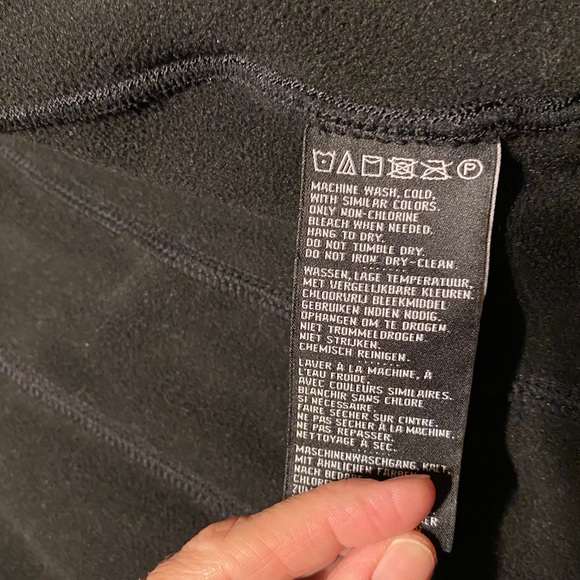 P
MACHINE WASH, COLD,
WITH SIMILAR COLORS.
ONLY NON-CHLORINE
BLEACH WHEN NEEDED.
HANG TO DRY.
DO NOT TUMBLE DRY.
DO NOT IRON. DRY-CLEAN.
WASSEN, LAGE TEMPERATUUR,
MET VERGELIJKBARE KLEUREN.
CHLOORVRIJ BLEEKMIDDEL
GEBRUIKEN INDIEN NODIG.
OPHANGEN OM TE DROGEN.
NIET TROMMELDROGEN.
NIET STRIJKEN.
CHEMISCH REINIGEN.
LAVER À LA MACHINE, À
L'EAU FROIDE,
AVEC COULEURS SIMILAIRES.
BLANCHIR SANS CHLORE
SI NECESSAIRE.
FAIRE SÉCHER SUR CINTRE.
NE PAS SÉCHER À LA MACHINE.
NE PAS REPASSER.
NETTOYAGE À SEC.
MASCHINENWASCHGANG, KALT,
MIT ÄHNLICHEN
NACH